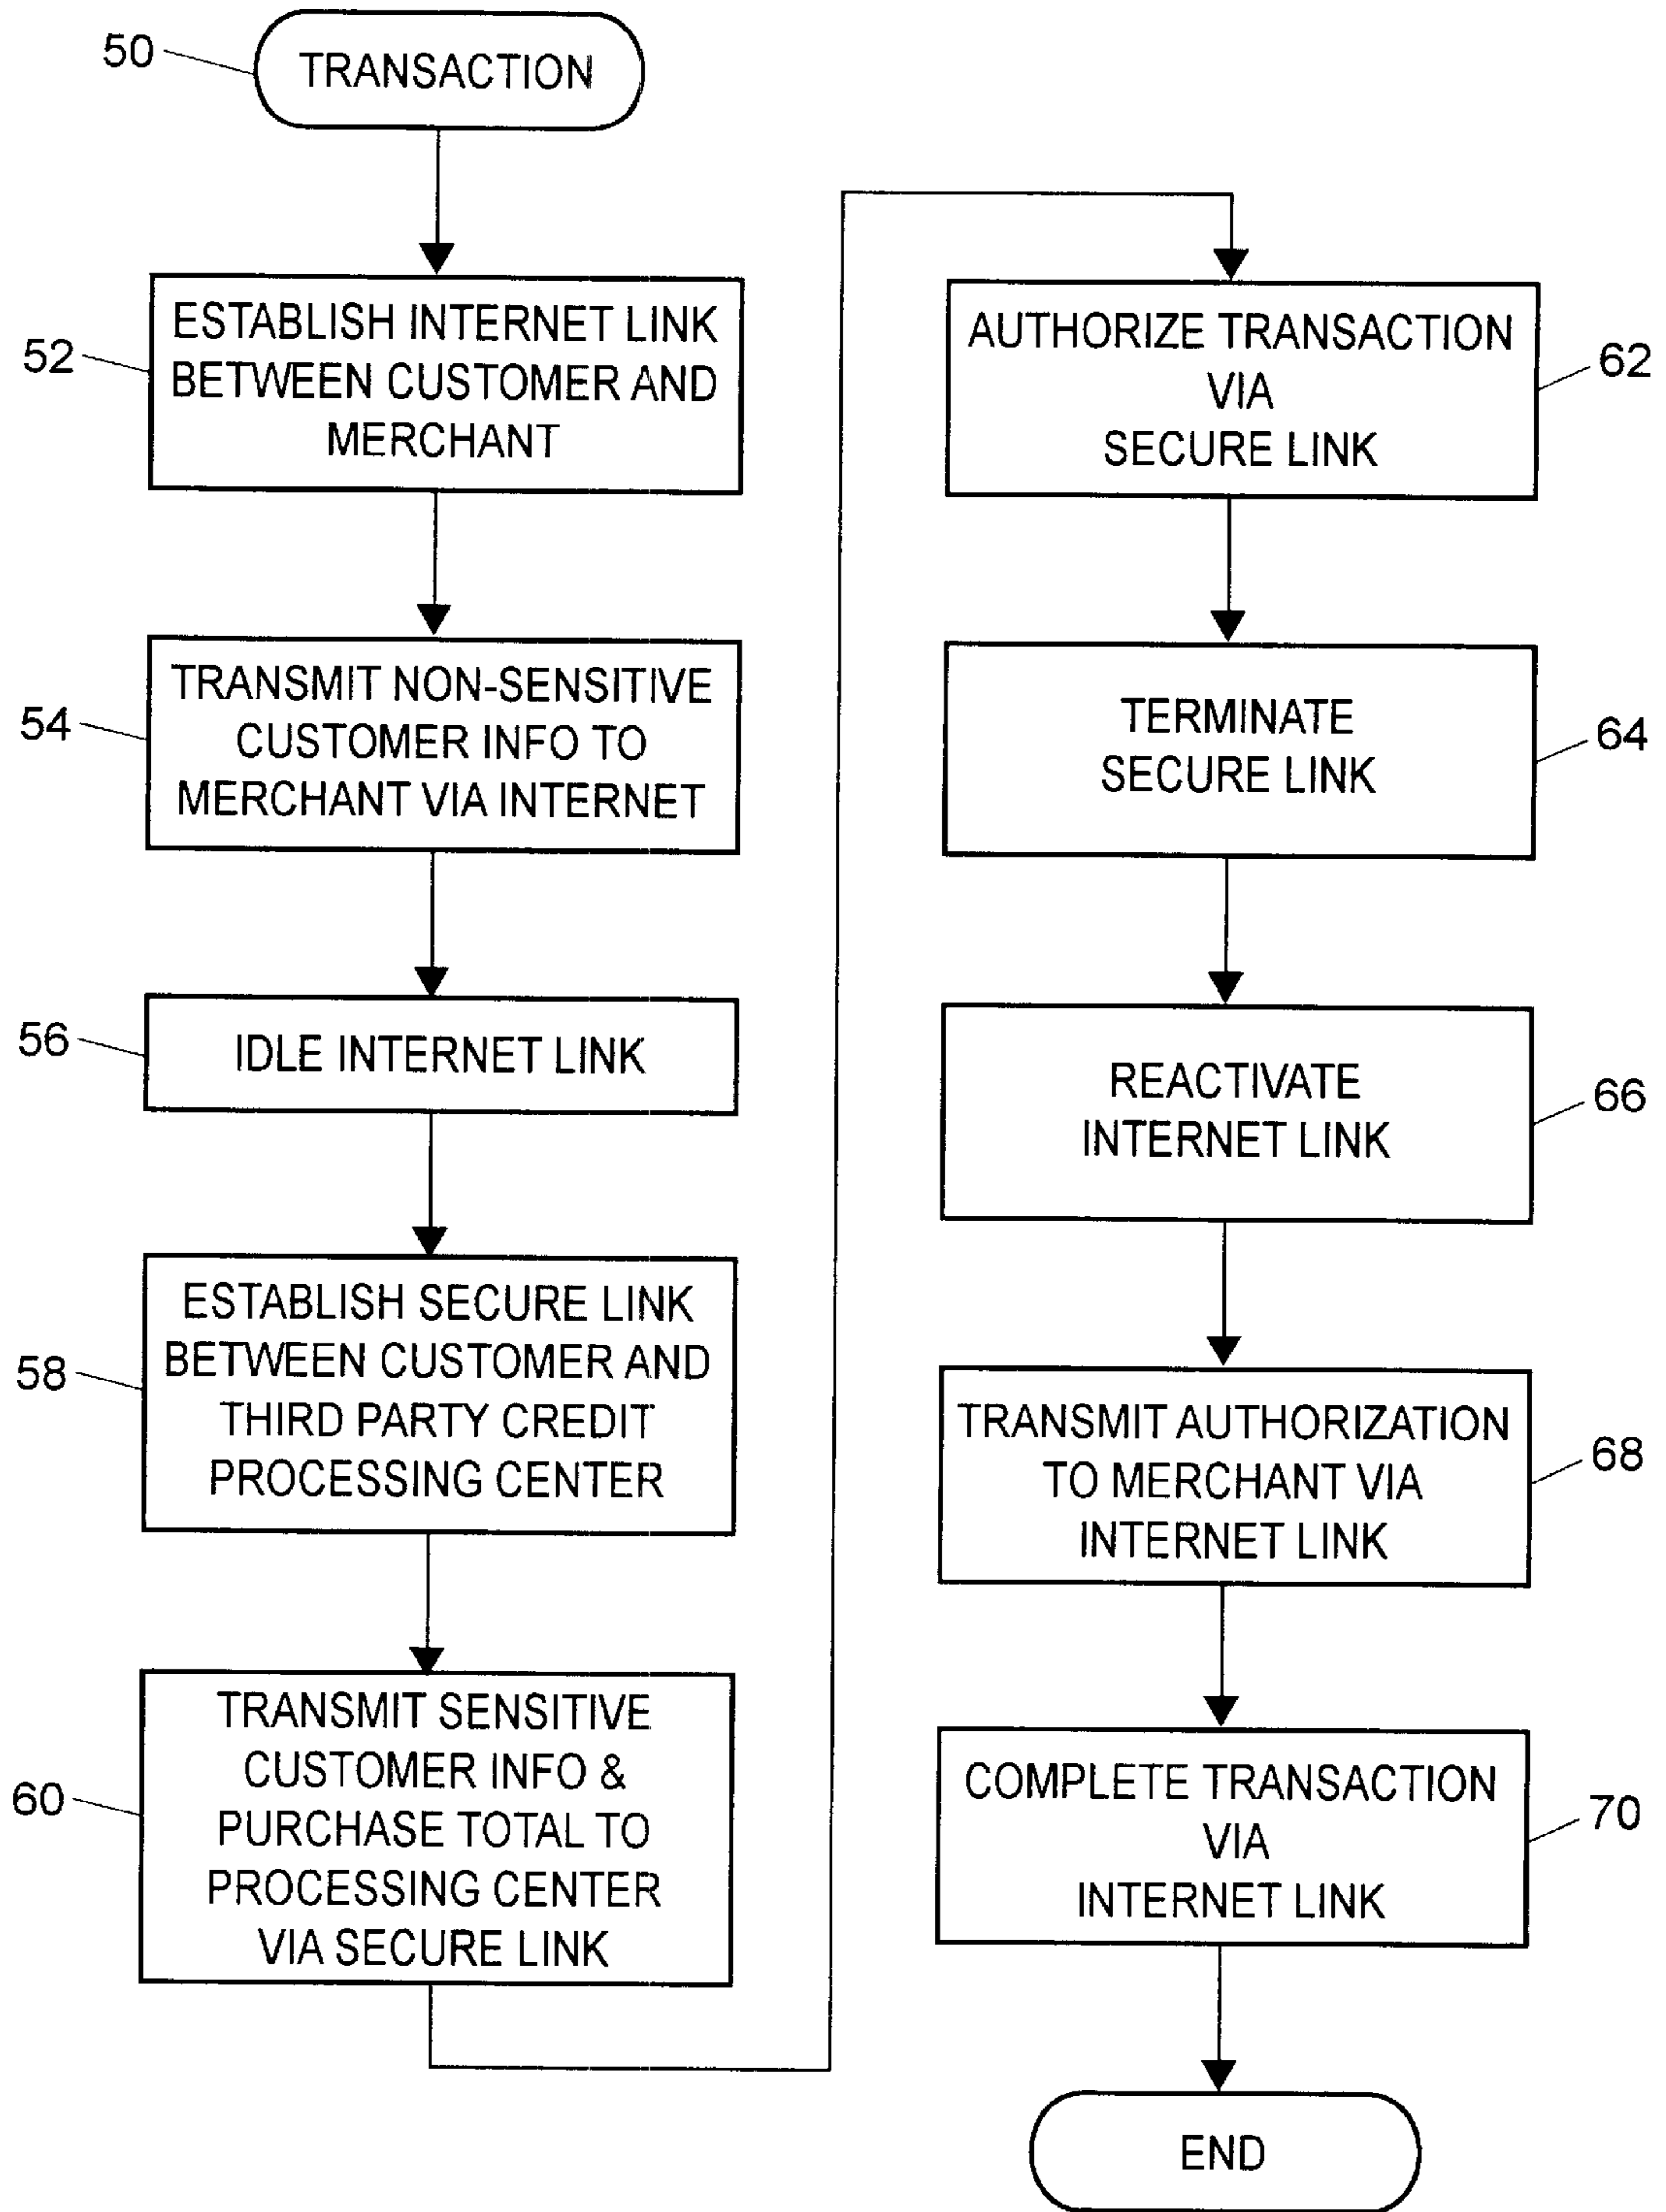 50
TRANSACTION
52
ESTABLISH INTERNET LINK
BETWEEN CUSTOMER AND
MERCHANT
54
TRANSMIT NON-SENSITIVE
CUSTOMER INFO TO
MERCHANT VIA INTERNET
56
IDLE INTERNET LINK
58
ESTABLISH SECURE LINK
BETWEEN CUSTOMER AND
THIRD PARTY CREDIT
PROCESSING CENTER
60
TRANSMIT SENSITIVE
CUSTOMER INFO &
PURCHASE TOTAL TO
PROCESSING CENTER
VIA SECURE LINK
AUTHORIZE TRANSACTION
VIA
SECURE LINK
62
TERMINATE
SECURE LINK
64
REACTIVATE
INTERNET LINK
66
TRANSMIT AUTHORIZATION
TO MERCHANT VIA
INTERNET LINK
68
COMPLETE TRANSACTION
VIA
INTERNET LINK
70
END